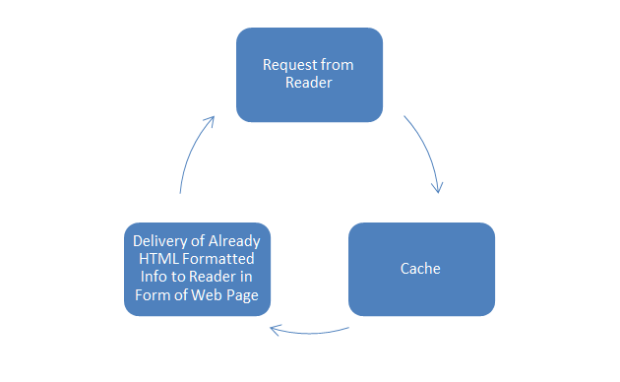 Request from
Reader
Cache
Delivery of Already
HTML Formatted
Info to Reader in
Form of Web Page